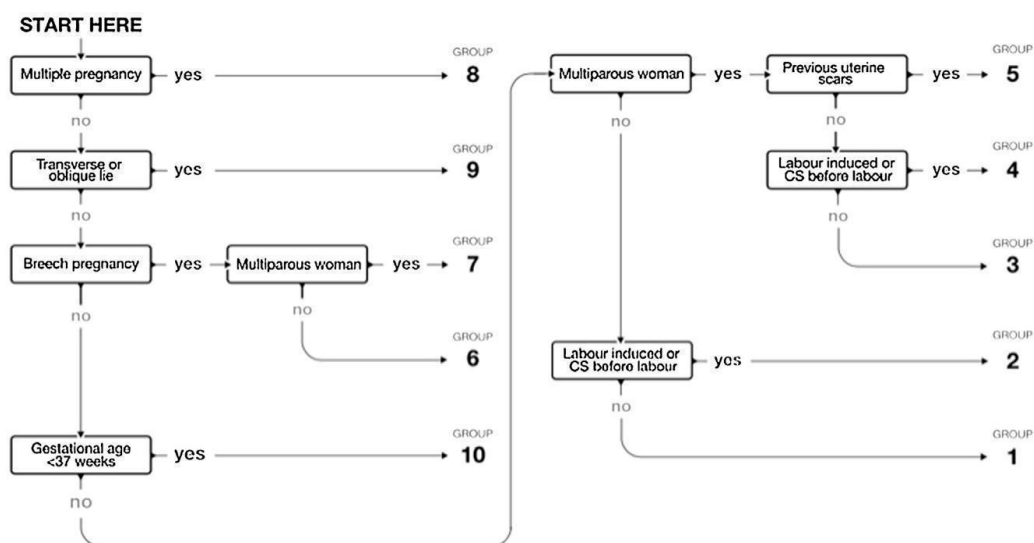 START HERE
Multiple pregnancy
yes
GROUP
8
no
Transverse or
oblique lie
yes
GROUP
9
no
Breech pregnancy
yes
Multiparous woman
yes
GROUP
7
no
no
GROUP
6
Gestational age
<37 weeks
yes
GROUP
10
no
Multiparous woman
yes
Previous uterine
scars
yes
GROUP
5
no
no
Labour induced or
CS before labour
yes
GROUP
4
no
GROUP
3
Labour induced or
CS before labour
yes
GROUP
2
no
GROUP
1